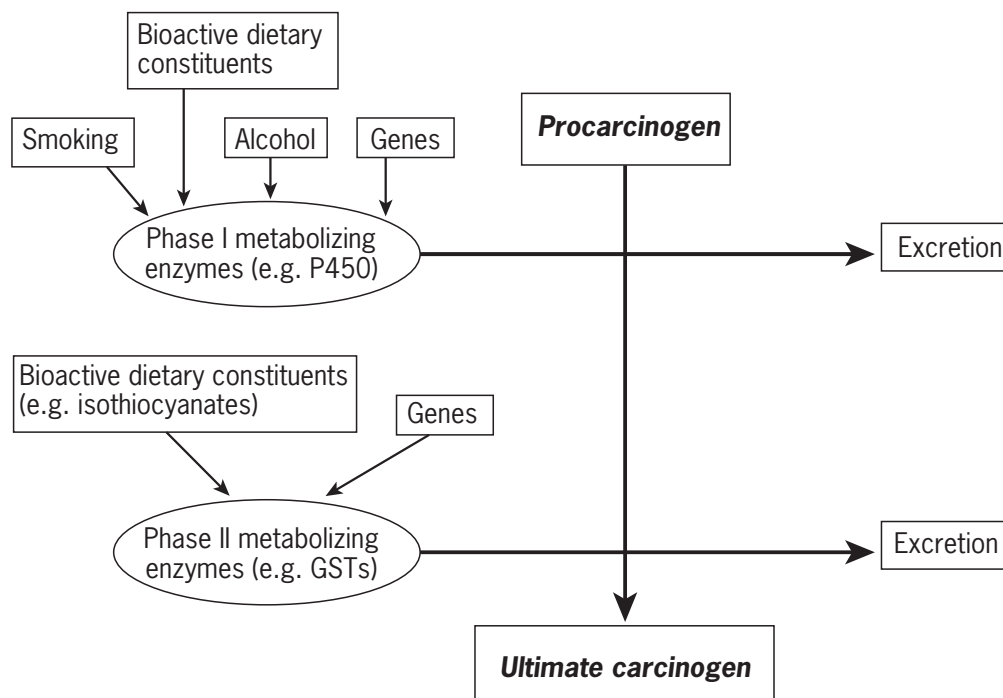 Bioactive dietary
constituents
Smoking
Alcohol
Genes
Procarcinogen
Phase I metabolizing
enzymes (e.g. P450)
Excretion
Bioactive dietary constituents
(e.g. isothiocyanates)
Genes
Phase II metabolizing
enzymes (e.g. GSTs)
Excretion
Ultimate carcinogen